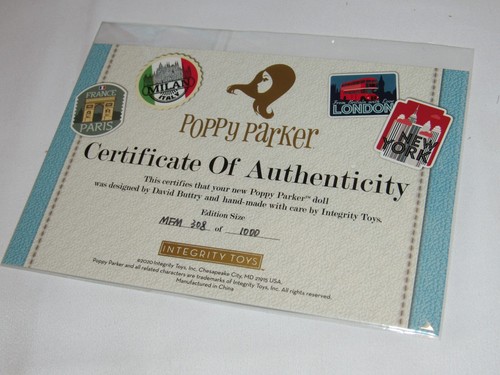 FRANCE
PARIS
MILAN
ITALY
LONDON
NEW YORK
POPPY PARKER
Certificate Of Authenticity
This certifies that your new Poppy Parker™ doll
was designed by David Buttry and hand-made with care by Integrity Toys.
Edition Size
MFM 308 of 1000
INTEGRITY TOYS
©2020 Integrity Toys, Inc. Chesapeake City, MD 21915 USA.
Poppy Parker and all related characters are trademarks of Integrity Toys, Inc. All rights reserved.
Manufactured in China